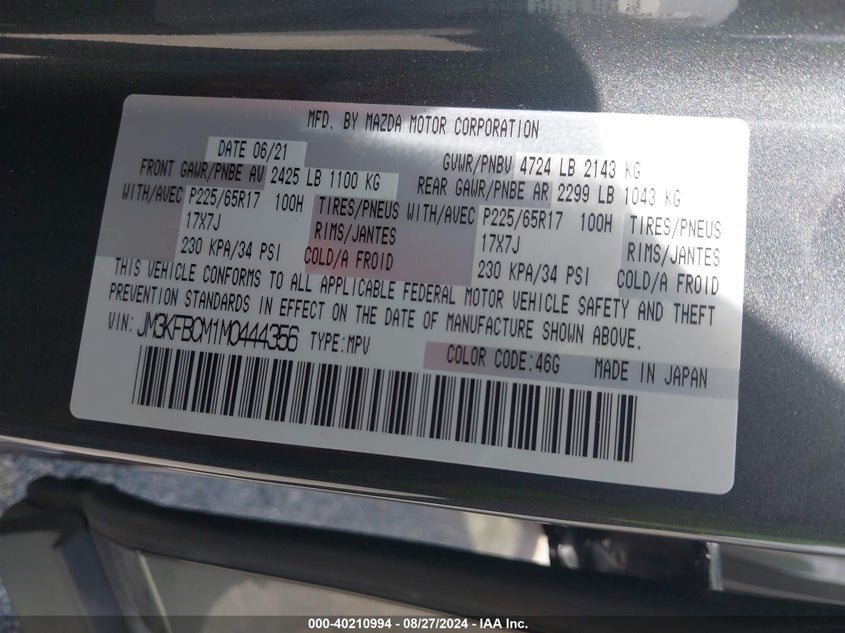 MFD. BY MAZDA MOTOR CORPORATION
DATE 06/21 GVWR/PNBV 4724 LB 2143 KG
FRONT GAWR/PNBE AV 2425 LB 1100 KG REAR GAWR/PNBE AR 2299 LB 1043 KG
WITH/AVEC P225/65R17 100H TIRES/PNEUS WITH/AVEC P225/65R17 100H TIRES/PNEUS
17X7J RIMS/JANTES 17X7J RIMS/JANTES
230 KPA/34 PSI COLD/A FROID 230 KPA/34 PSI COLD/A FROID
THIS VEHICLE CONFORMS TO ALL APPLICABLE FEDERAL MOTOR VEHICLE SAFETY AND THEFT
PREVENTION STANDARDS IN EFFECT ON THE DATE OF MANUFACTURE SHOWN ABOVE.
VIN: JM3KFBCM1M0444356 TYPE:MPV
COLOR CODE:46G MADE IN JAPAN
000-40210994 - 08/27/2024 - IAA Inc.